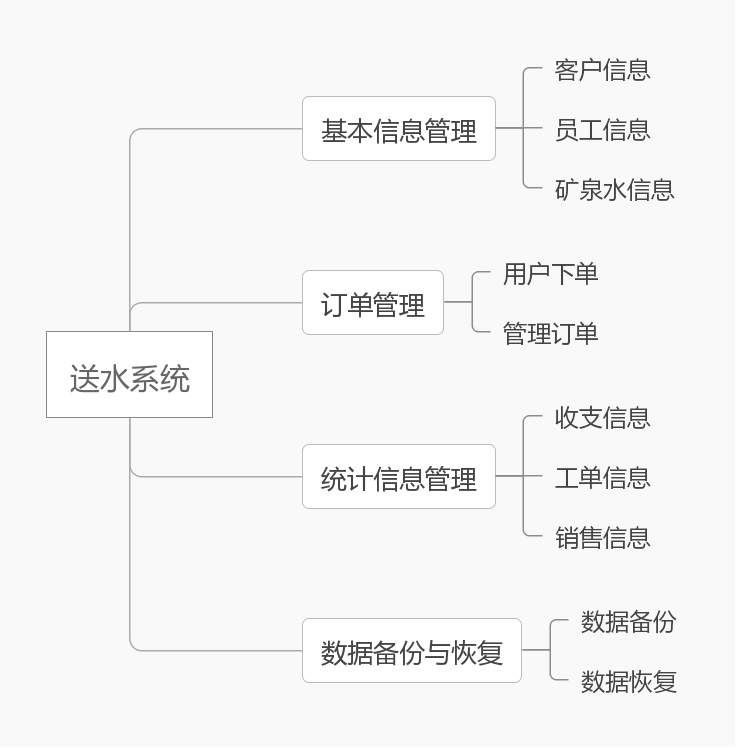 送水系统
基本信息管理
客户信息
员工信息
矿泉水信息
订单管理
用户下单
管理订单
统计信息管理
收支信息
工单信息
销售信息
数据备份与恢复
数据备份
数据恢复